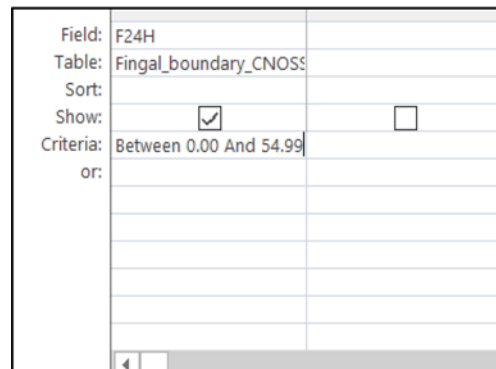 Field: F24H
Table: Fingal_boundary_CNOSS
Sort:
Show:
Criteria: Between 0.00 And 54.99
or: